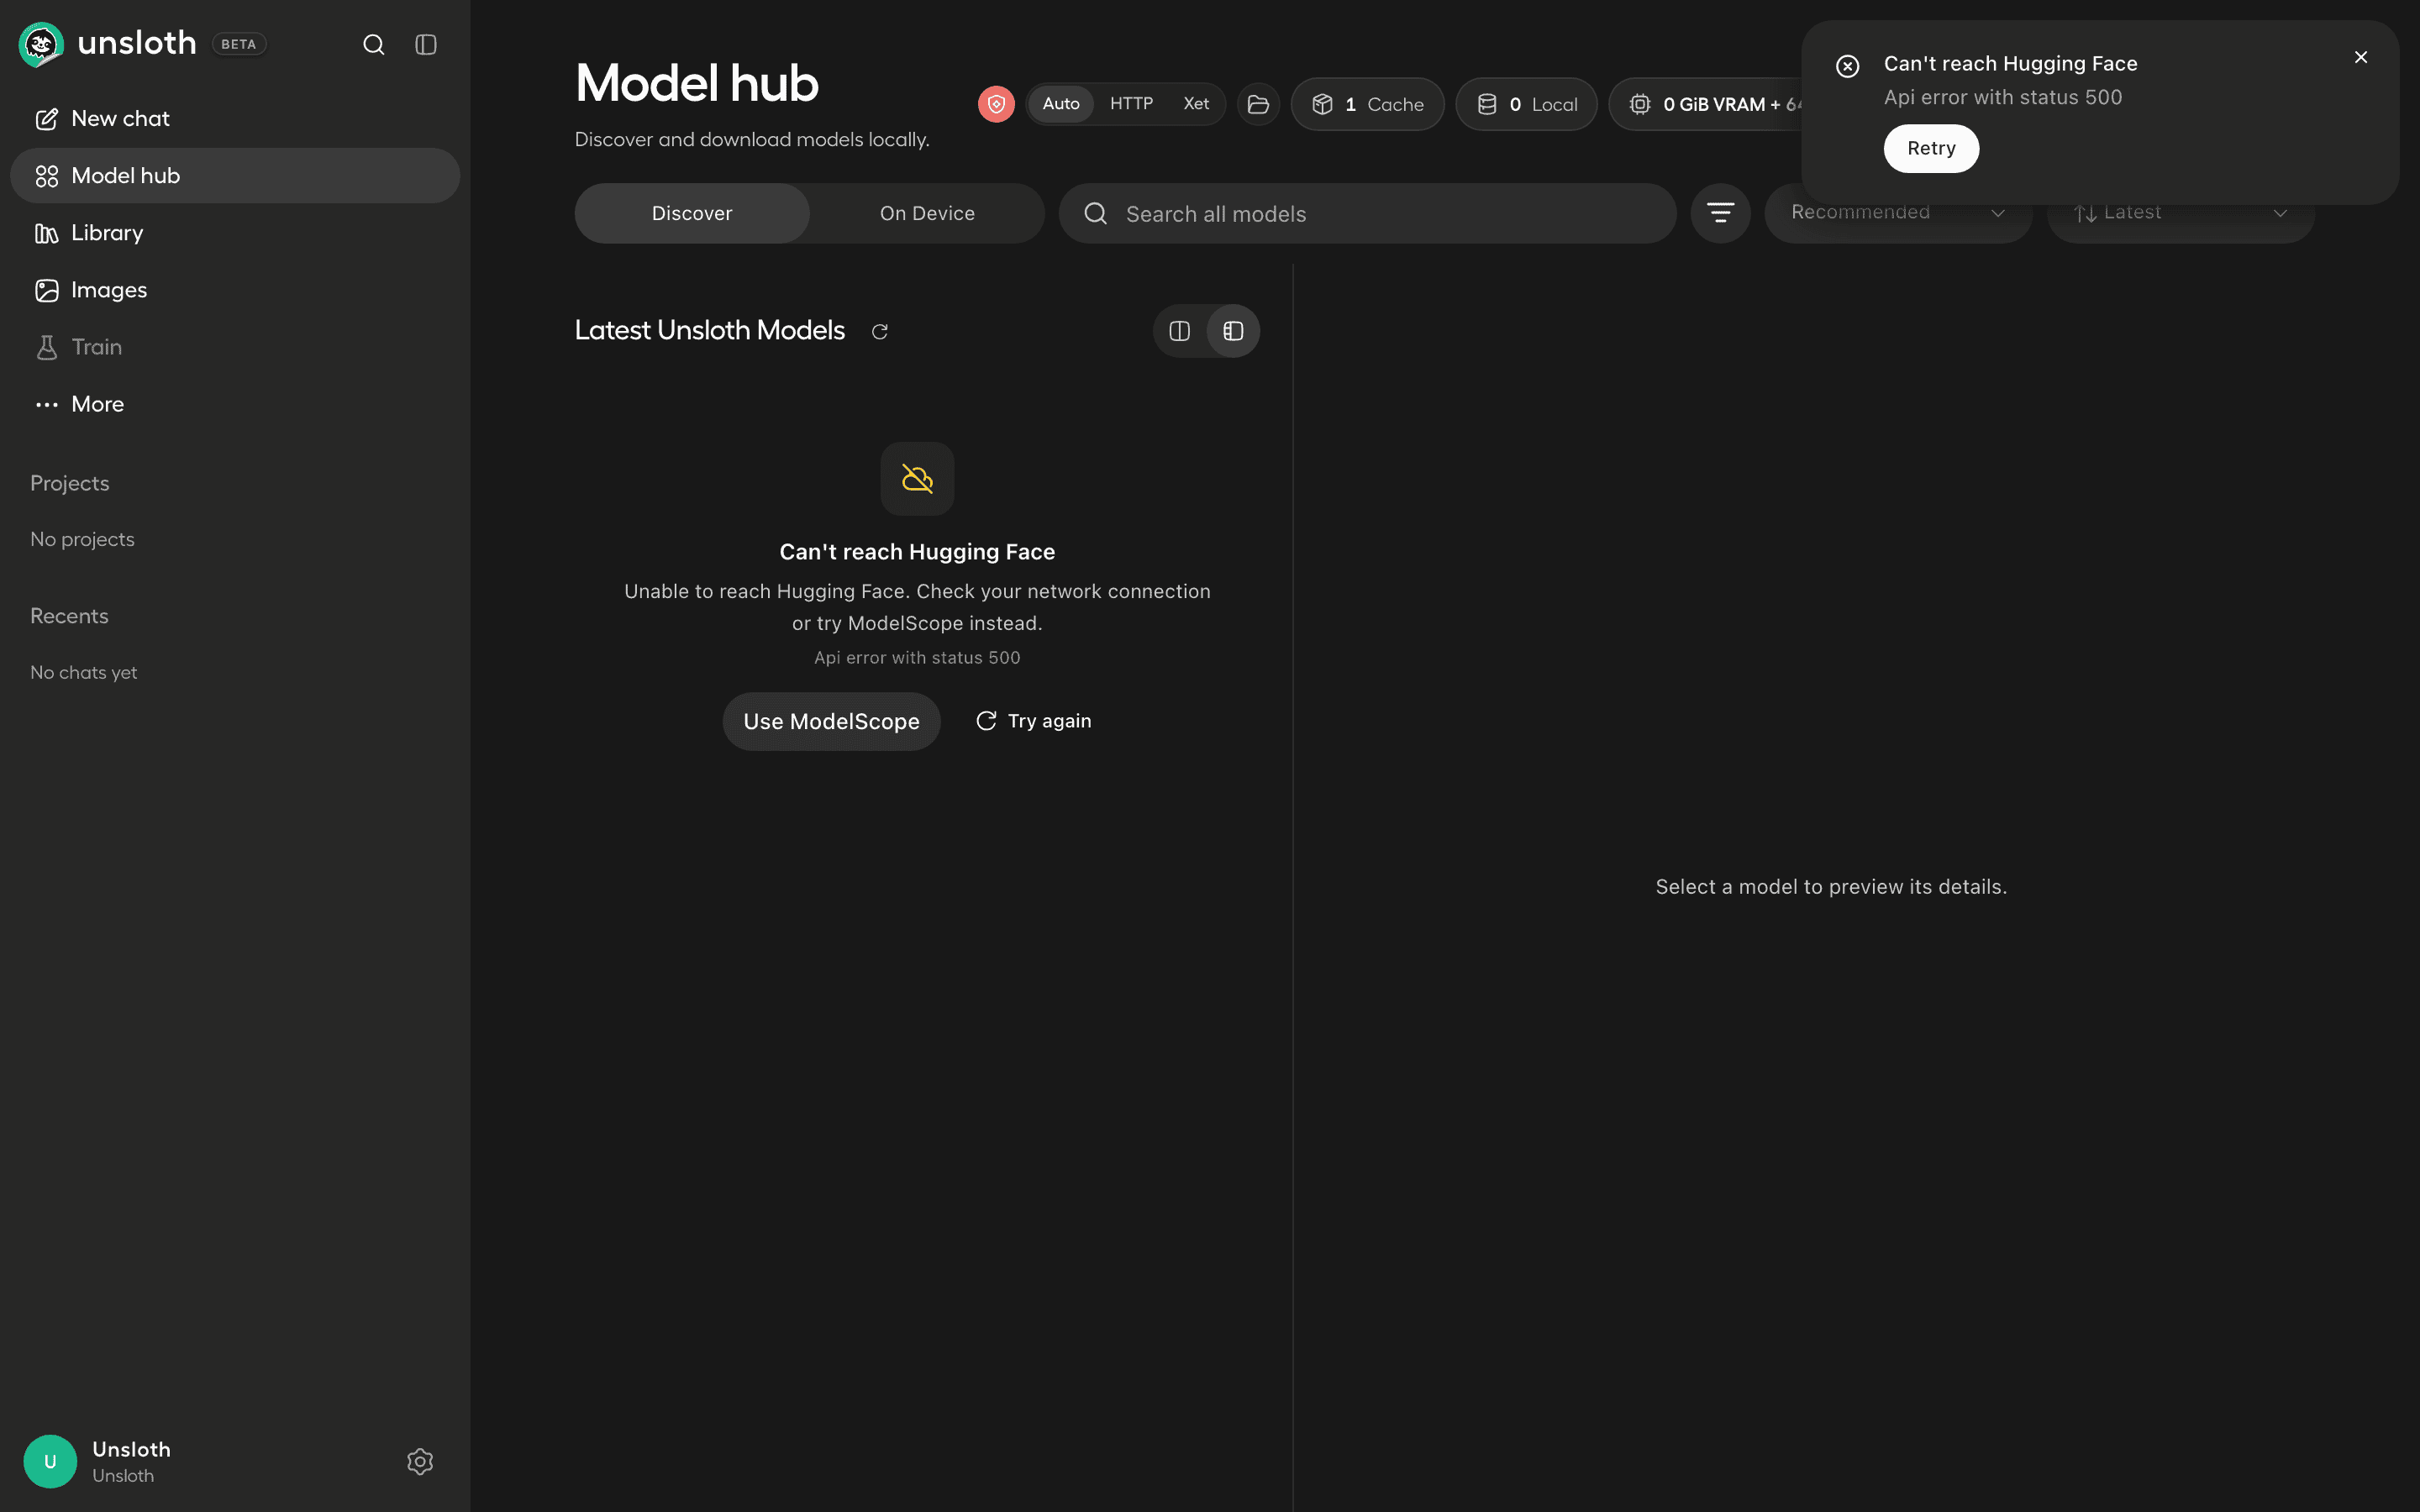 unsloth BETA
New chat
Model hub
Library
Images
Train
More
Projects
No projects
Recents
No chats yet
U
Unsloth
Unsloth
Model hub
Discover and download models locally.
Auto HTTP Xet
1 Cache
0 Local
0 GiB VRAM +
Can't reach Hugging Face
Api error with status 500
Retry
Discover On Device
Search all models
Recommended
Latest
Latest Unsloth Models
Can't reach Hugging Face
Unable to reach Hugging Face. Check your network connection
or try ModelScope instead.
Api error with status 500
Use ModelScope Try again
Select a model to preview its details.